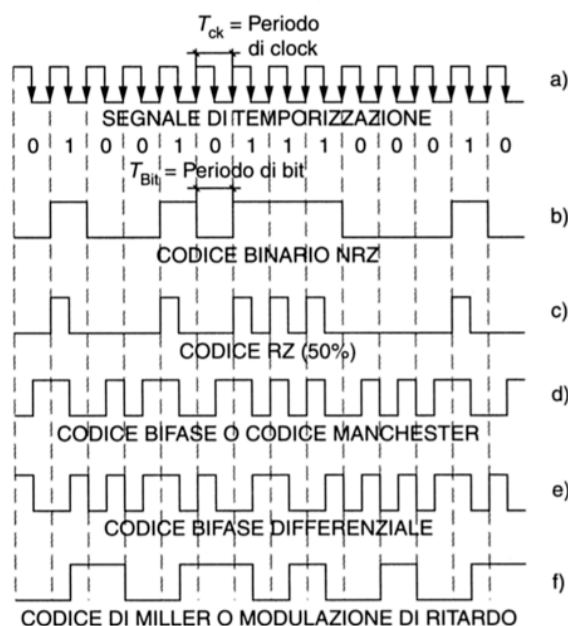 Tck = Periodo
di clock
a)
SEGNALE DI TEMPORIZZAZIONE
0 1 0 0 1 0 1 1 1 0 0 0 1 0
TBit = Periodo di bit
b)
CODICE BINARIO NRZ
c)
CODICE RZ (50%)
d)
CODICE BIFASE O CODICE MANCHESTER
e)
CODICE BIFASE DIFFERENZIALE
f)
CODICE DI MILLER O MODULAZIONE DI RITARDO